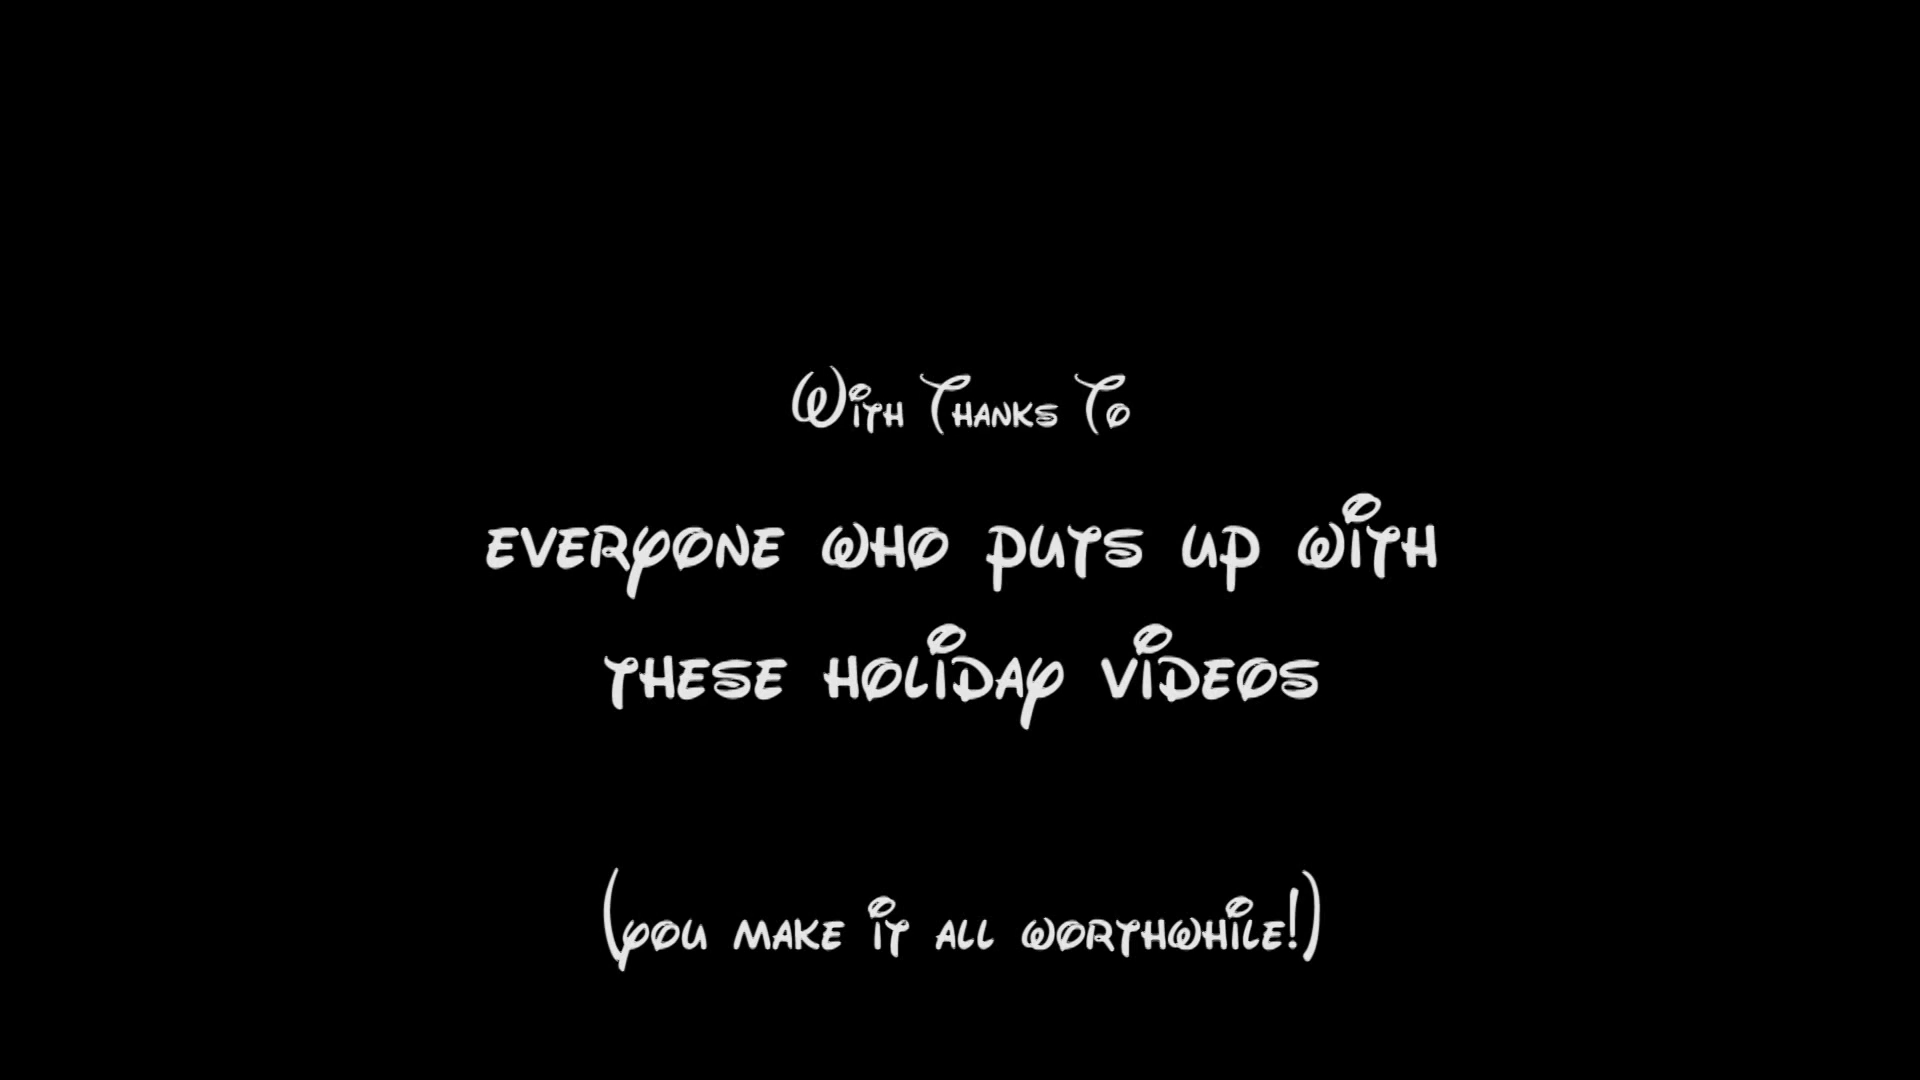 With Thanks To
everyone who puts up with
these holiday videos
(you make it all worthwhile!)